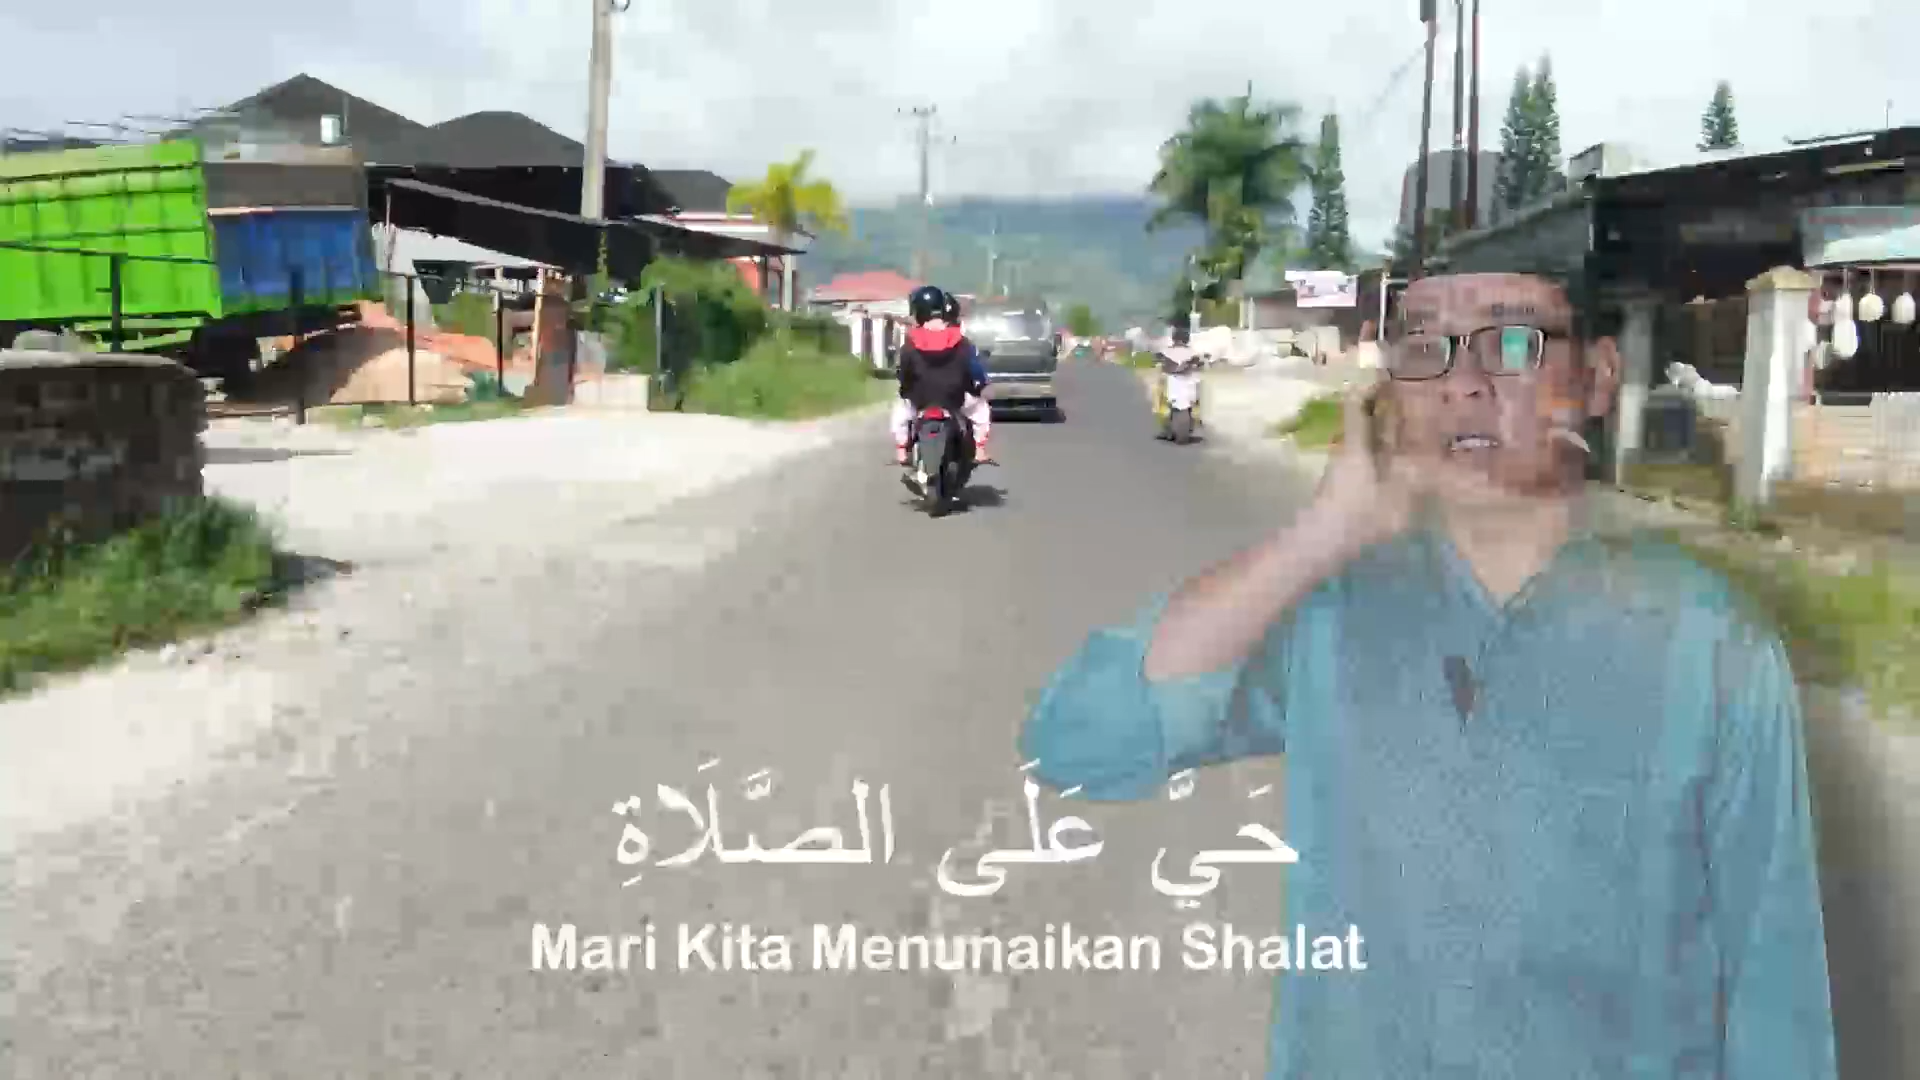 حَيَّ عَلَى الصَّلَاةِ
Mari Kita Menunaikan Shalat